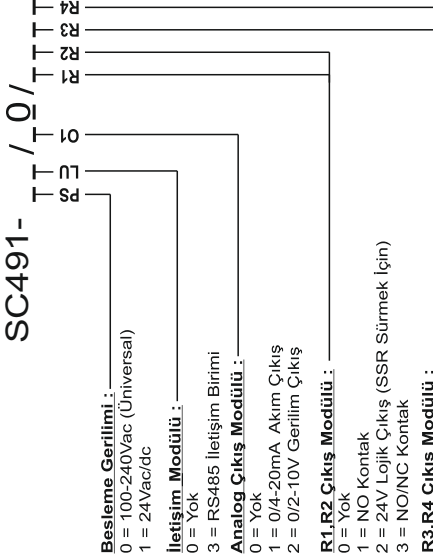 SC491- / 0 /
PS
LU
O1
R1
R2
R3
R4
Besleme Gerilimi :
0 = 100-240Vac (Üniversal)
1 = 24Vac/dc
İletişim Modülü :
0 = Yok
3 = RS485 İletişim Birimi
Analog Çıkış Modülü :
0 = Yok
1 = 0/4-20mA Akım Çıkış
2 = 0/2-10V Gerilim Çıkış
R1,R2 Çıkış Modülü :
0 = Yok
1 = NO Kontak
2 = 24V Lojik Çıkış (SSR Sürmek İçin)
3 = NO/NC Kontak
R3,R4 Çıkış Modülü :